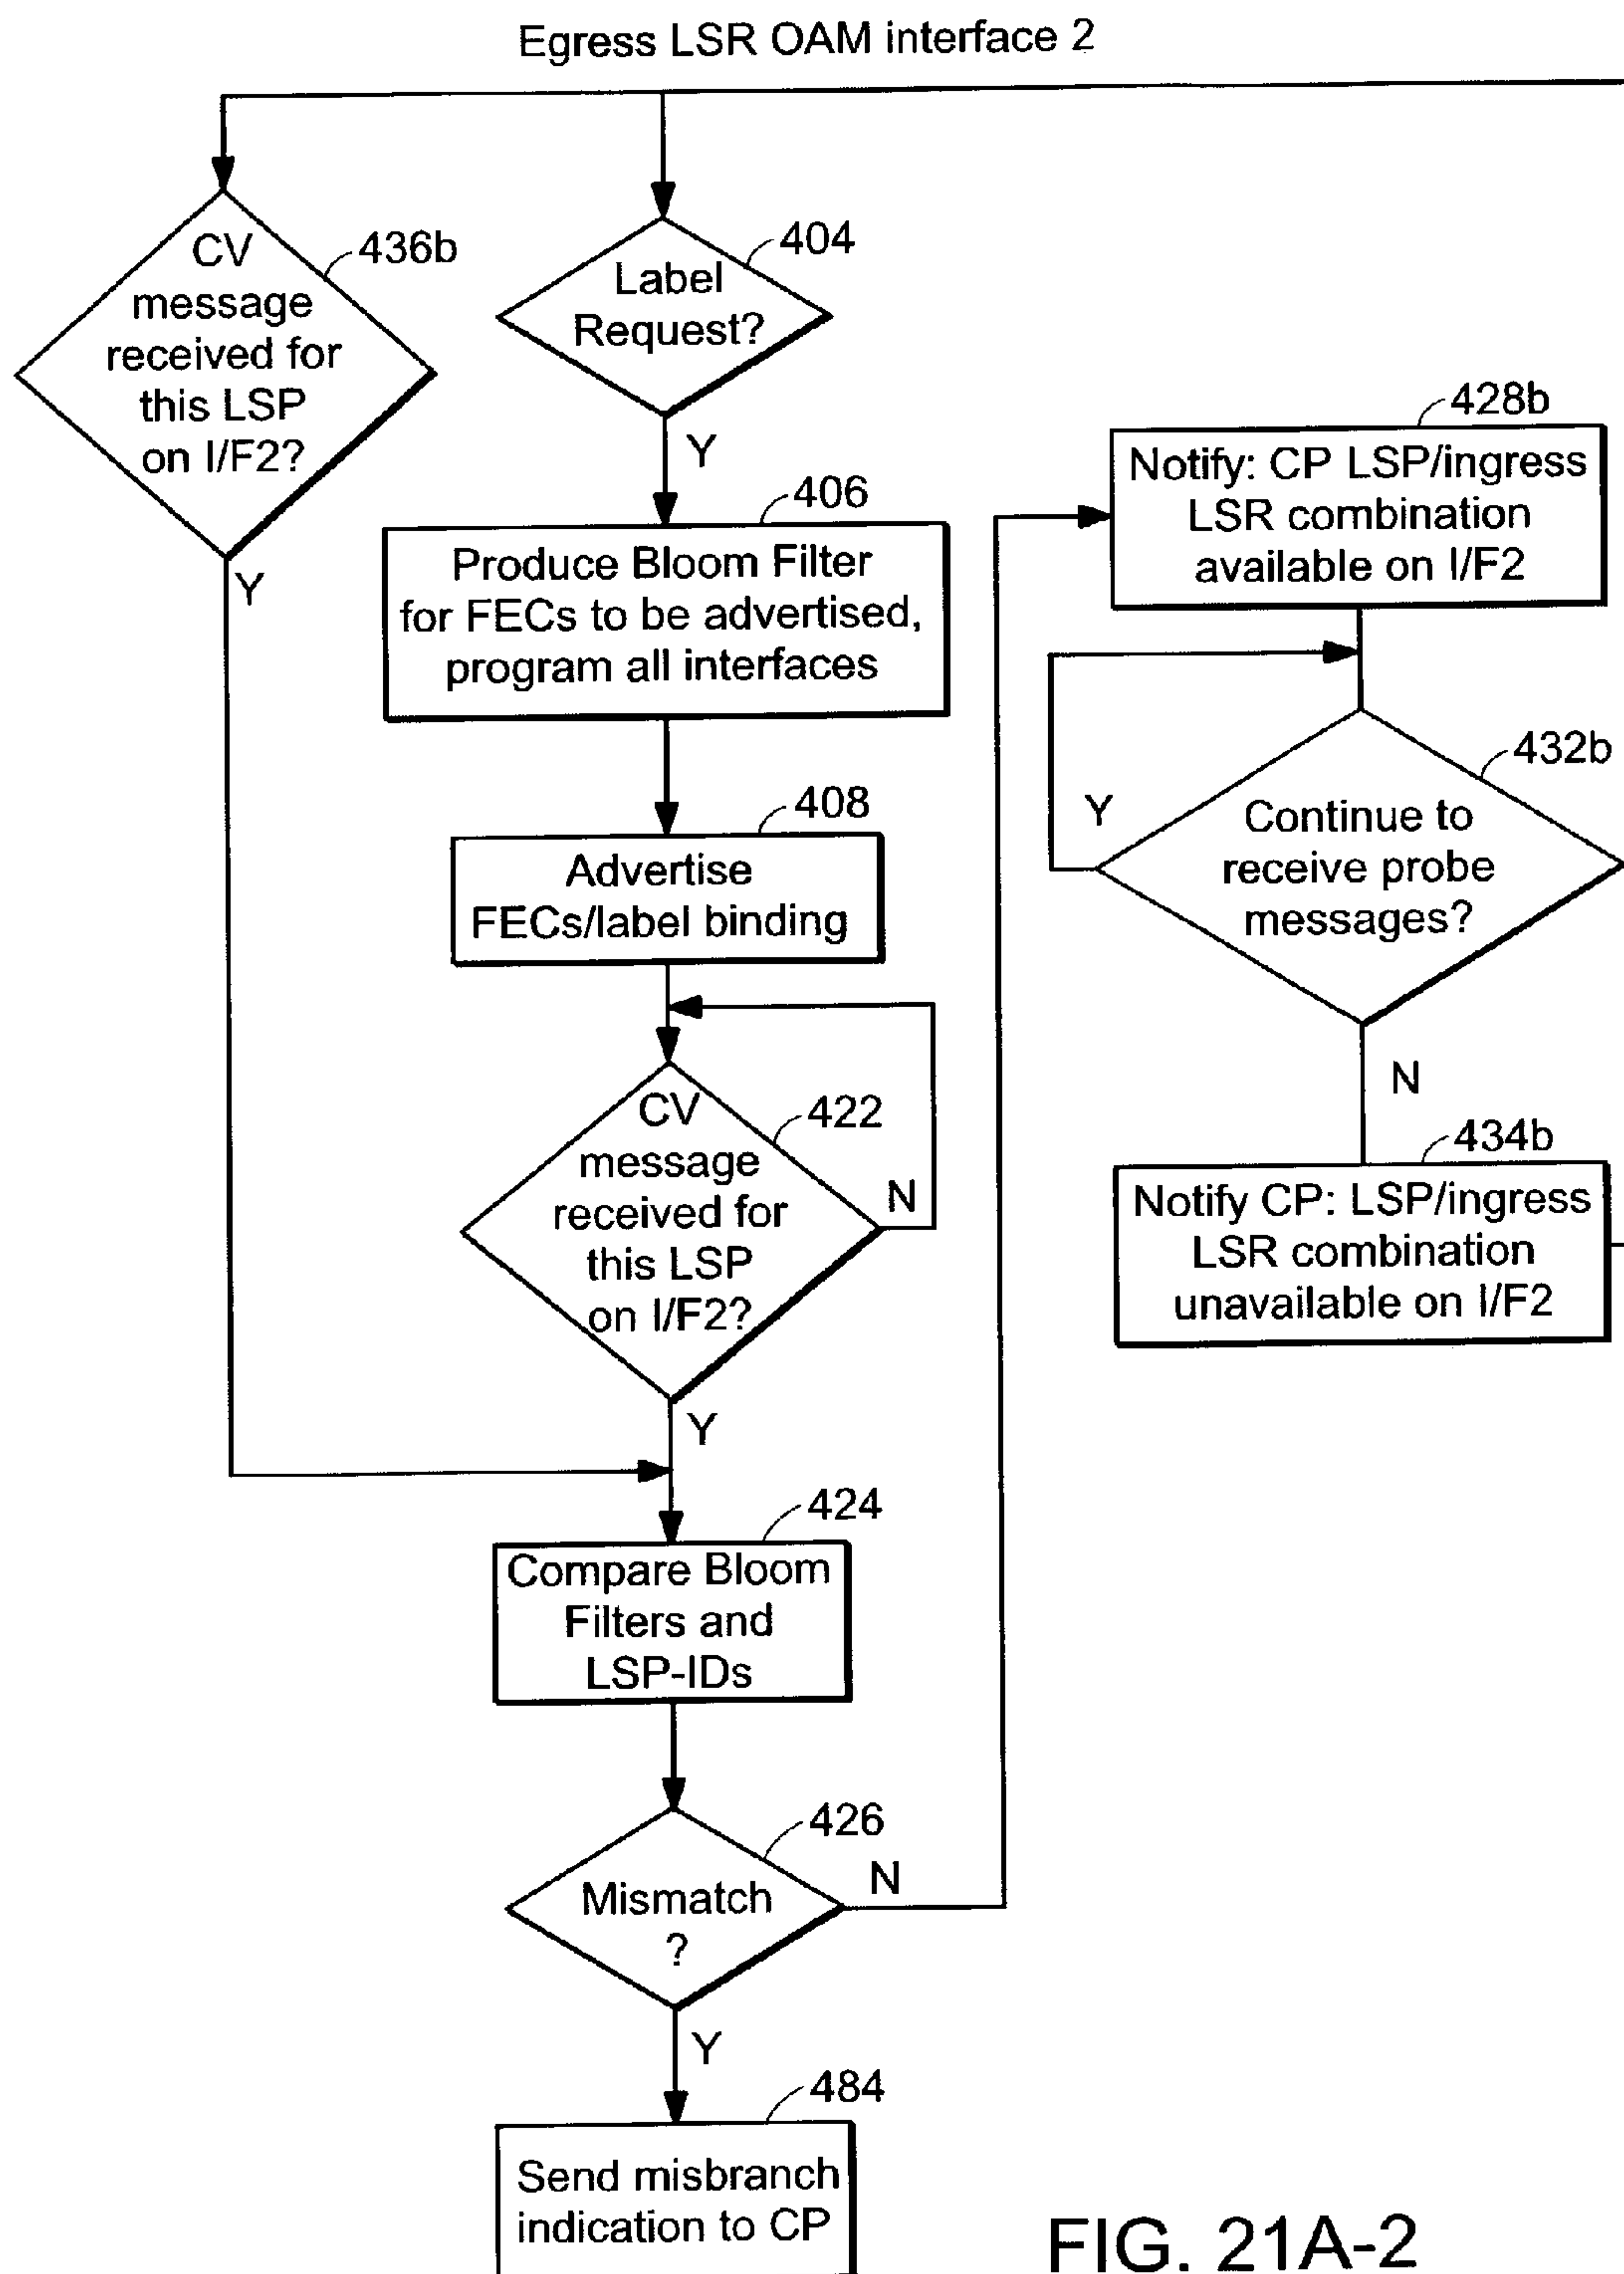 Egress LSR OAM interface 2
CV
message
received for
this LSP
on I/F2?
436b
Y
Label
Request?
404
Y
406
Produce Bloom Filter
for FECs to be advertised,
program all interfaces
408
Advertise
FECs/label binding
CV
message
received for
this LSP
on I/F2?
422
N
Y
424
Compare Bloom
Filters and
LSP-IDs
426
Mismatch
?
N
Y
484
Send misbranch
indication to CP
428b
Notify: CP LSP/ingress
LSR combination
available on I/F2
432b
Continue to
receive probe
messages?
Y
N
434b
Notify CP: LSP/ingress
LSR combination
unavailable on I/F2
FIG. 21A-2